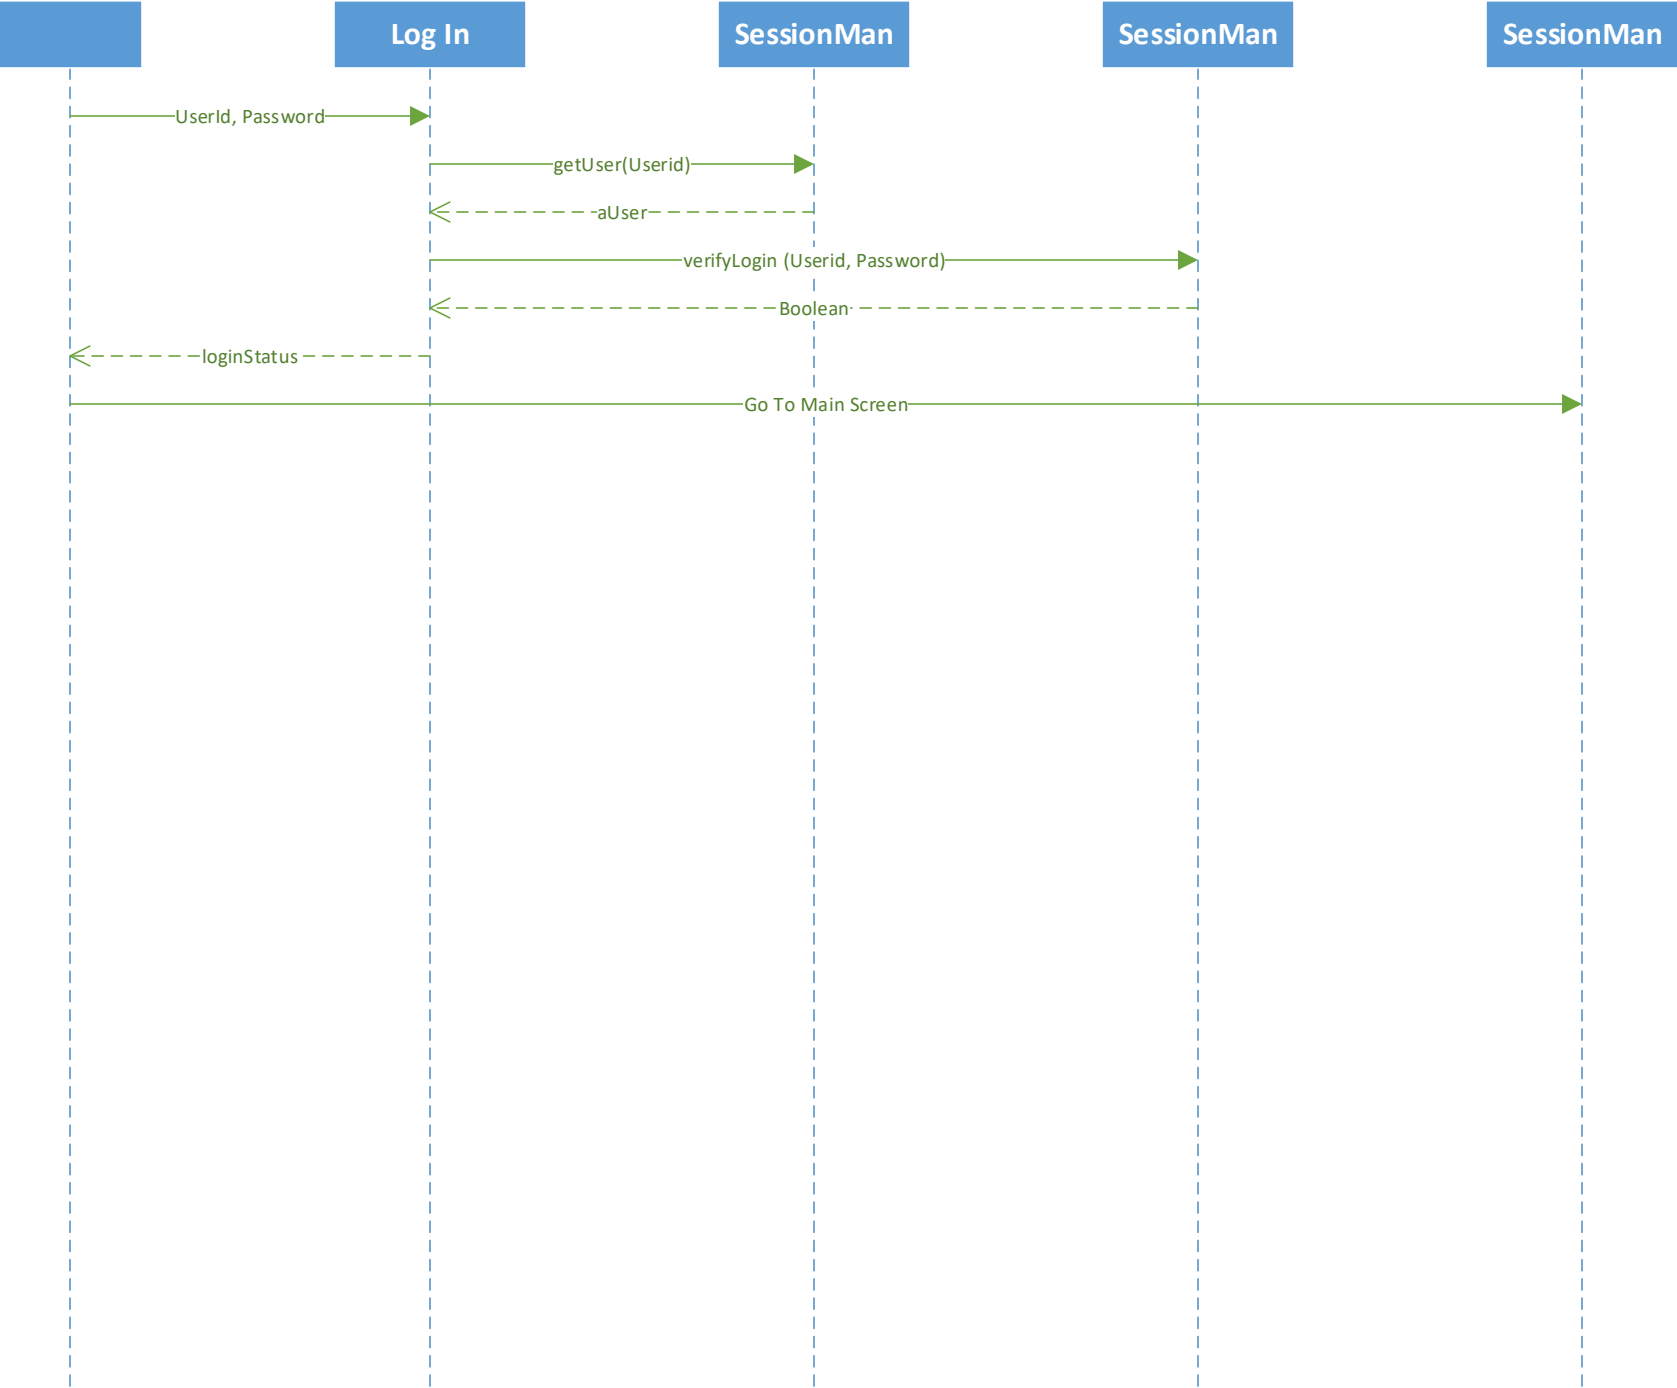 Log In
SessionMan
SessionMan
SessionMan
UserId, Password
getUser(Userid)
aUser
verifyLogin (Userid, Password)
Boolean
loginStatus
Go To Main Screen